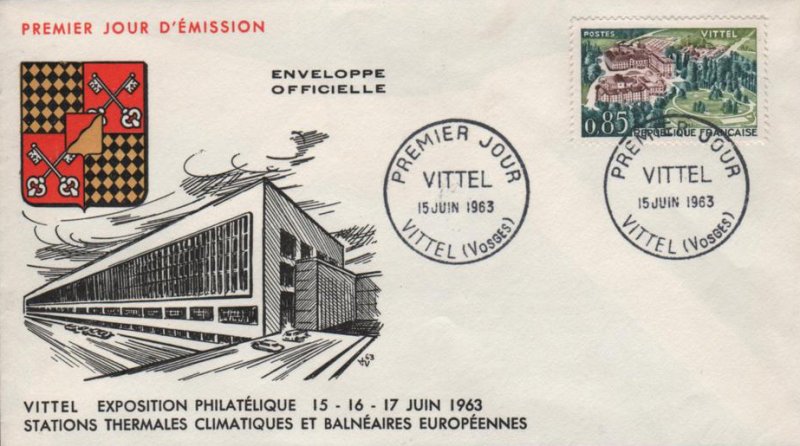 PREMIER JOUR D'ÉMISSION
ENVELOPPE
OFFICIELLE
POSTES VITTEL
0.85 RÉPUBLIQUE FRANÇAISE
PREMIER JOUR
VITTEL
15 JUIN 1963
VITTEL (VOSGES)
PREMIER JOUR
VITTEL
15 JUIN 1963
VITTEL (VOSGES)
VITTEL EXPOSITION PHILATÉLIQUE 15 - 16 - 17 JUIN 1963
STATIONS THERMALES CLIMATIQUES ET BALNÉAIRES EUROPÉENNES